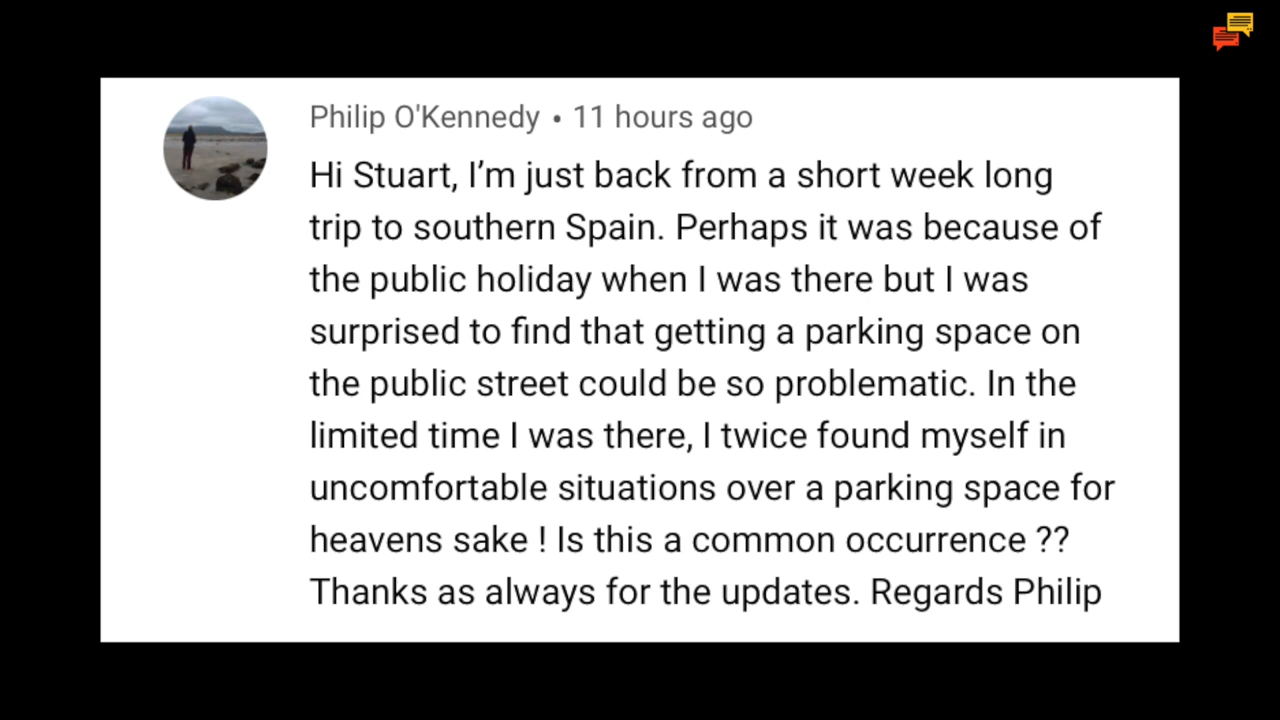 Philip O'Kennedy • 11 hours ago
Hi Stuart, I’m just back from a short week long
trip to southern Spain. Perhaps it was because of
the public holiday when I was there but I was
surprised to find that getting a parking space on
the public street could be so problematic. In the
limited time I was there, I twice found myself in
uncomfortable situations over a parking space for
heavens sake ! Is this a common occurrence ??
Thanks as always for the updates. Regards Philip